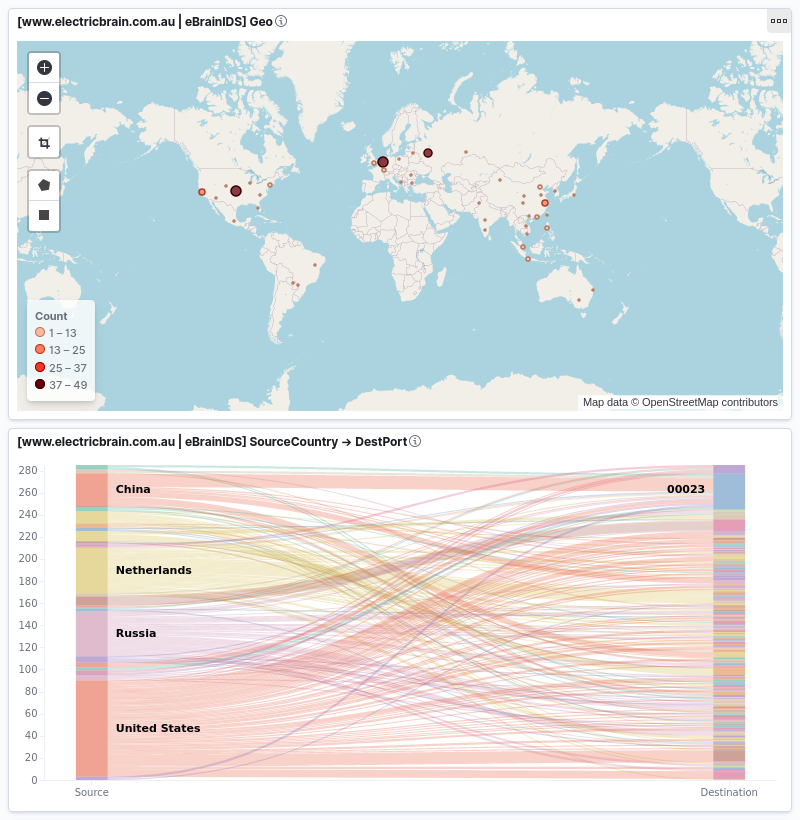 [www.electricbrain.com.au | eBrainIDS] Geo
Count
1 – 13
13 – 25
25 – 37
37 – 49
Map data © OpenStreetMap contributors
[www.electricbrain.com.au | eBrainIDS] SourceCountry → DestPort
280
260
240
220
200
180
160
140
120
100
80
60
40
20
0
China
00023
Netherlands
Russia
United States
Source
Destination